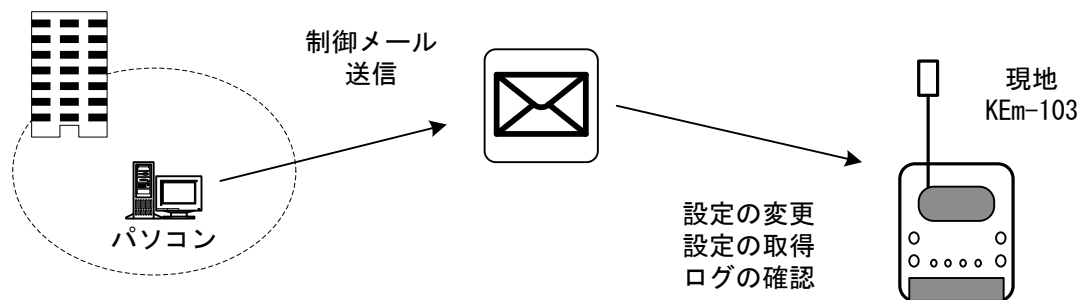 制御メール
送信
現地
KEm-103
パソコン
設定の変更
設定の取得
ログの確認